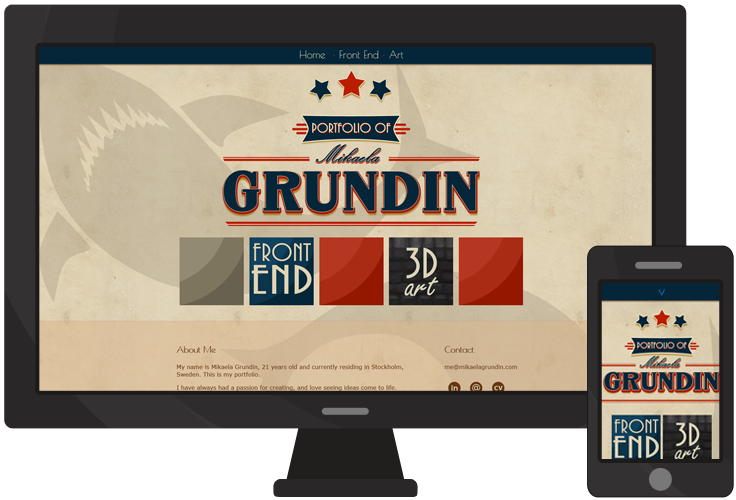 Home · Front End · Art
PORTFOLIO OF
Mikaela
GRUNDIN
FRONT
END
3D
art
About Me
My name is Mikaela Grundin, 21 years old and currently residing in Stockholm,
Sweden. This is my portfolio.
I have always had a passion for creating, and love seeing ideas come to life.
Contact
me@mikaelagrundin.com
in @ cv
PORTFOLIO OF
Mikaela
GRUNDIN
FRONT
END
3D
art